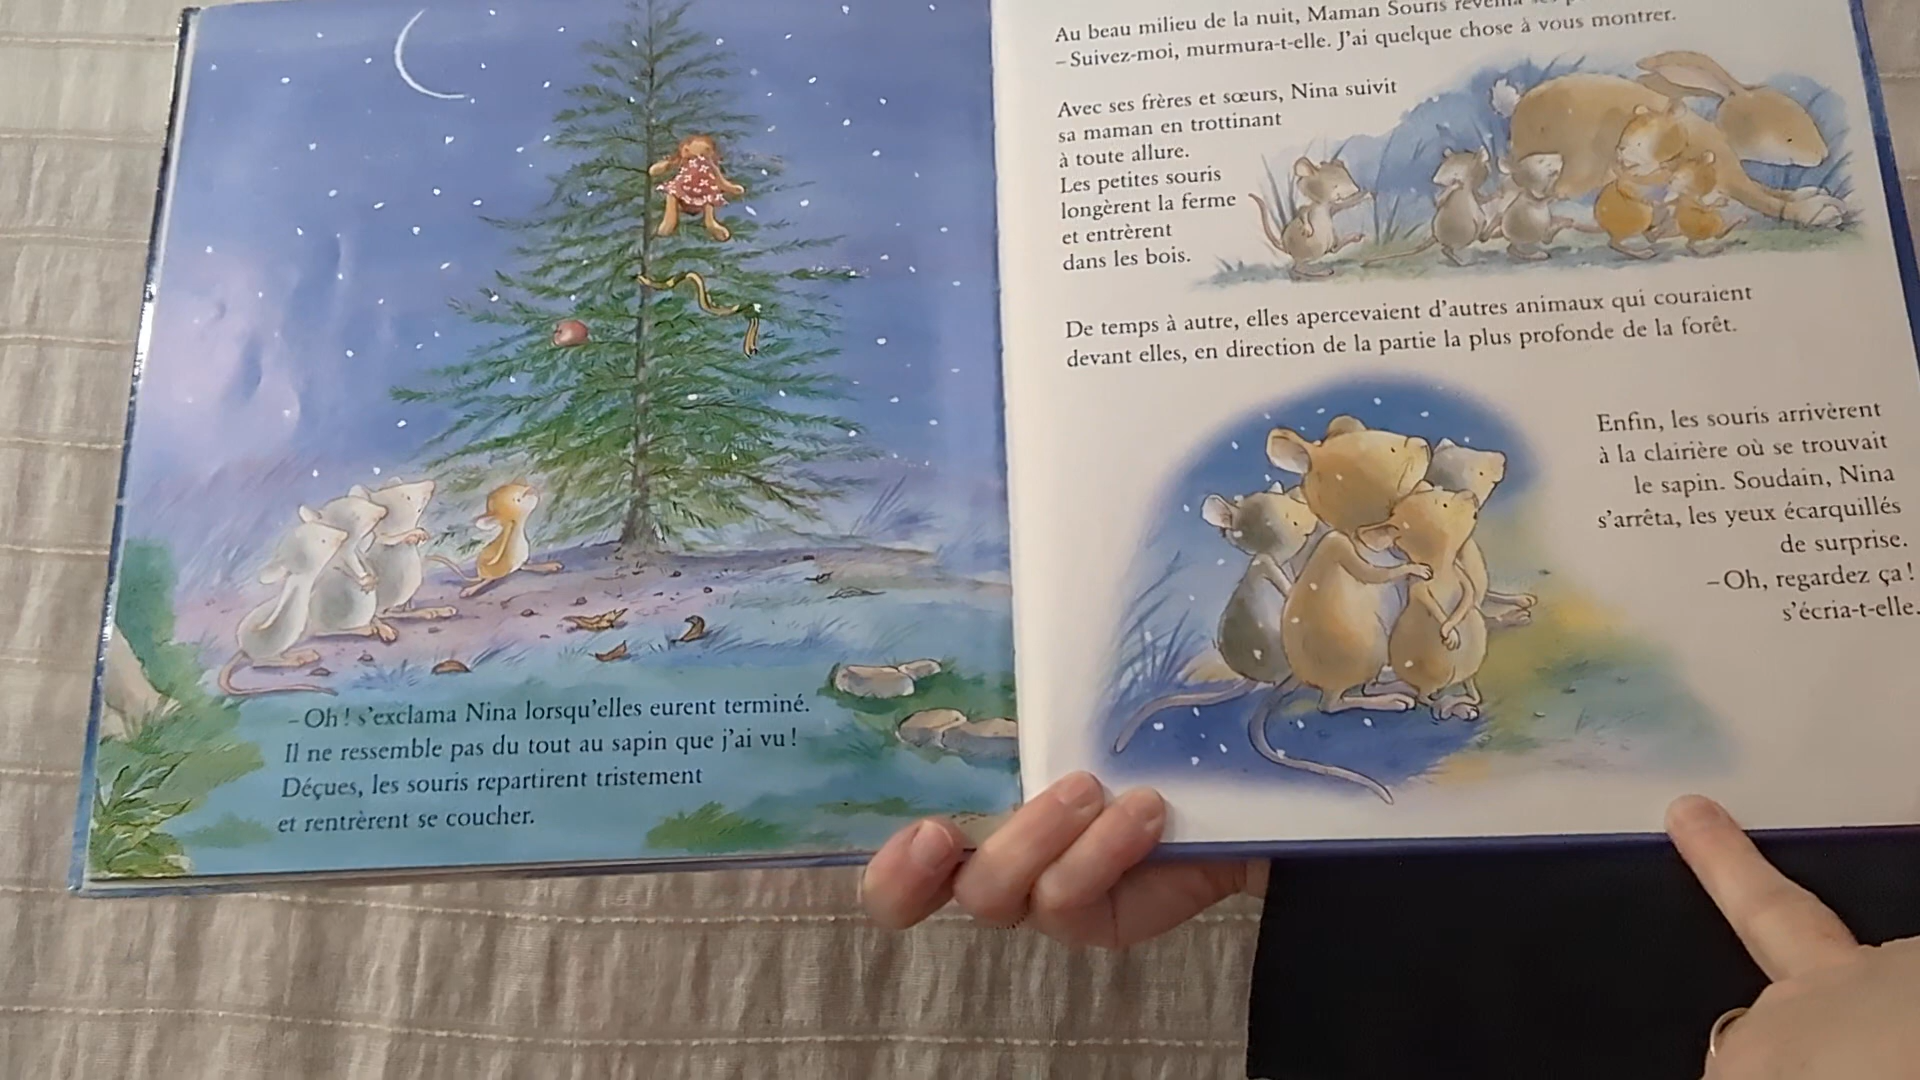 – Oh ! s'exclama Nina lorsqu'elles eurent terminé.
Il ne ressemble pas du tout au sapin que j'ai vu !
Déçues, les souris repartirent tristement
et rentrèrent se coucher.
Au beau milieu de la nuit, Maman Souris réveilla
– Suivez-moi, murmura-t-elle. J'ai quelque chose à vous montrer.
Avec ses frères et sœurs, Nina suivit
sa maman en trottinant
à toute allure.
Les petites souris
longèrent la ferme
et entrèrent
dans les bois.
De temps à autre, elles apercevaient d'autres animaux qui couraient
devant elles, en direction de la partie la plus profonde de la forêt.
Enfin, les souris arrivèrent
à la clairière où se trouvait
le sapin. Soudain, Nina
s'arrêta, les yeux écarquillés
de surprise.
– Oh, regardez ça !
s'écria-t-elle.